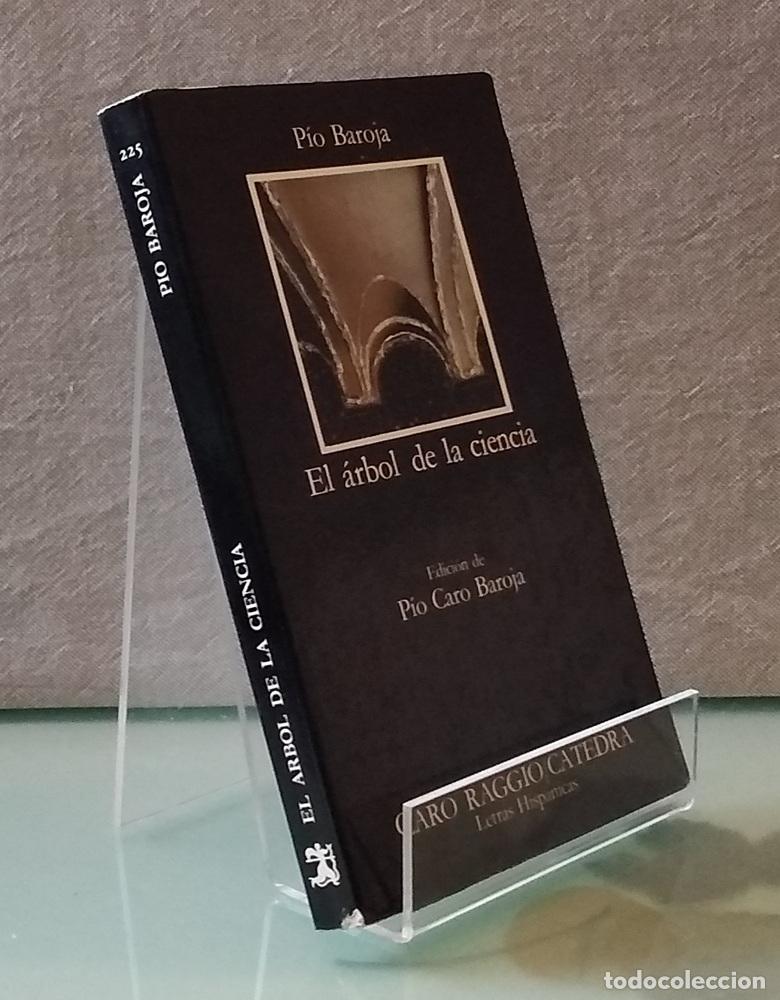 225
PIO BAROJA
EL ARBOL DE LA CIENCIA
Pío Baroja
El árbol de la ciencia
Edición de
Pío Caro Baroja
CARO RAGGIO CATEDRA
Letras Hispánicas
todocoleccion